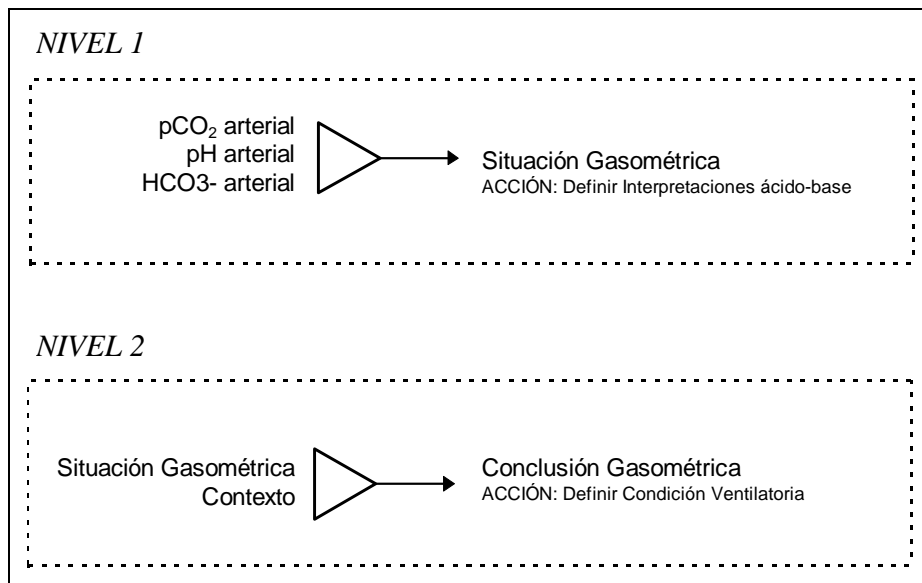 NIVEL 1
pCO₂ arterial
pH arterial
HCO3- arterial
Situación Gasométrica
ACCIÓN: Definir Interpretaciones ácido-base
NIVEL 2
Situación Gasométrica
Contexto
Conclusión Gasométrica
ACCIÓN: Definir Condición Ventilatoria